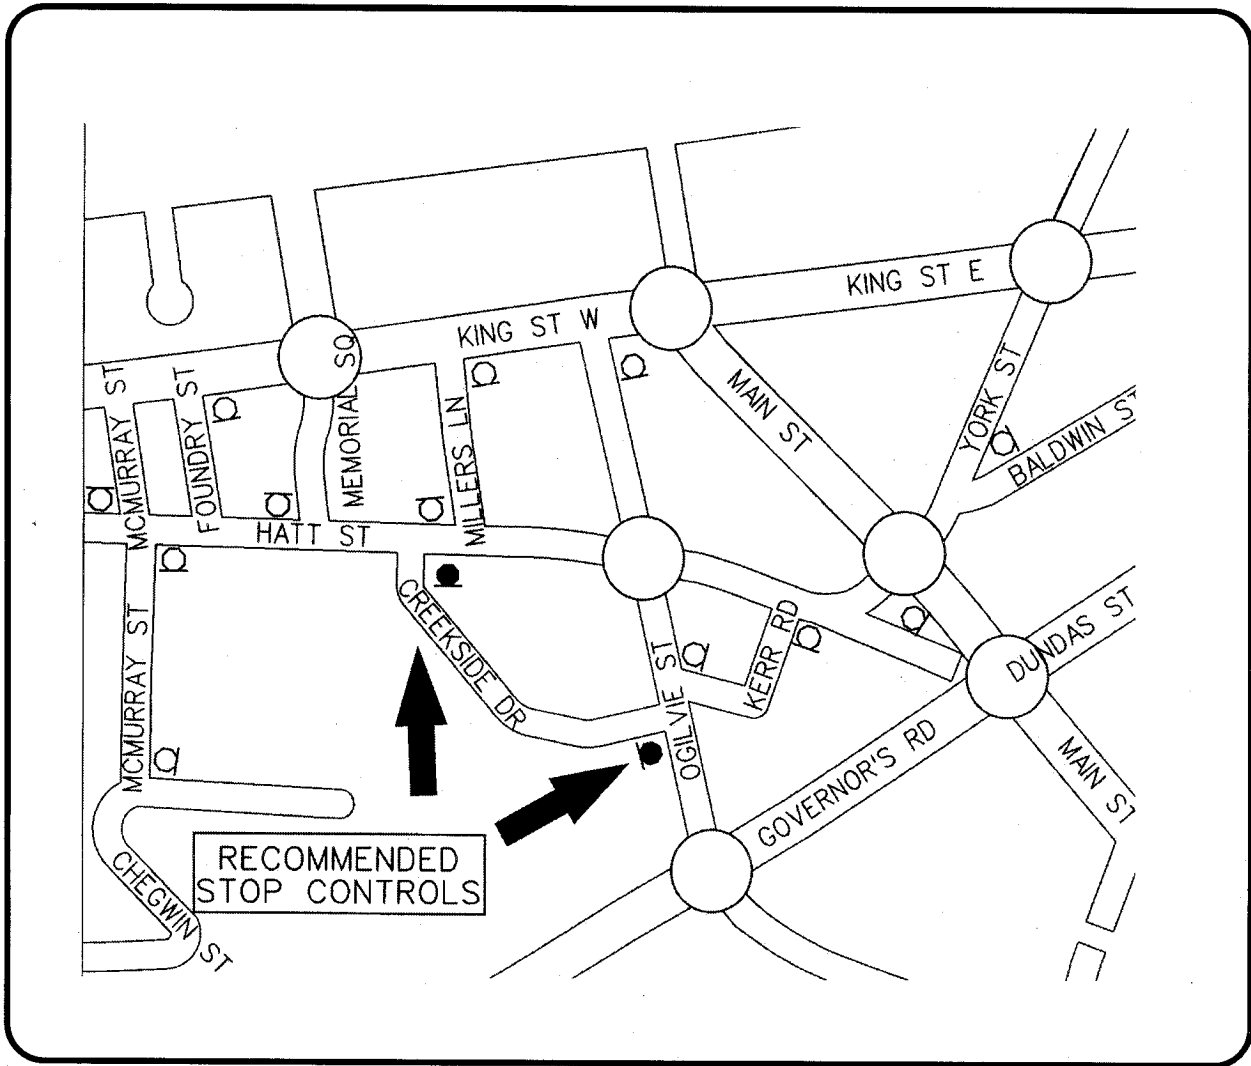 KING ST E
KING ST W
MEMORIAL SQ
MCMURRAY ST
FOUNDRY ST
MILLERS LN
MAIN ST
YORK ST
BALDWIN ST
HATT ST
CREEKSIDE DR
MCMURRAY ST
OGILVIE ST
KERR RD
DUNDAS ST
GOVERNOR'S RD
MAIN ST
CHEGWIN ST
RECOMMENDED
STOP CONTROLS